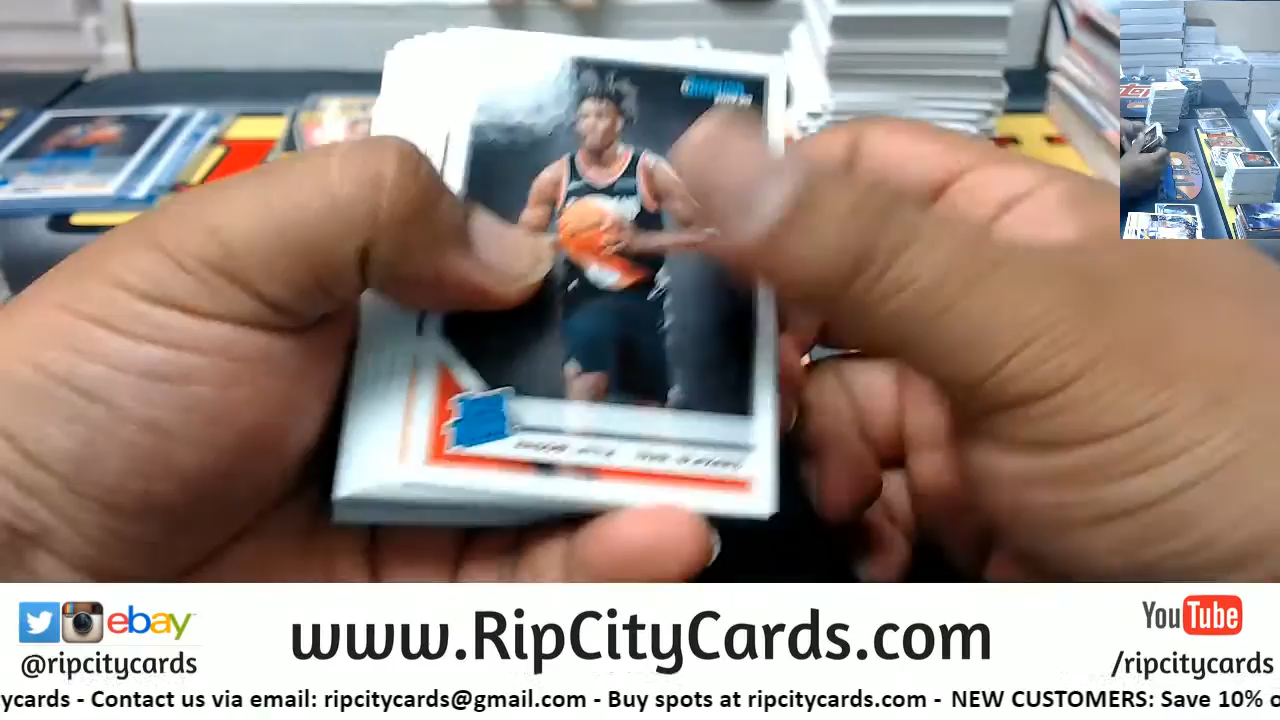 www.RipCityCards.com
ebay
@ripcitycards
YouTube
/ripcitycards
ycards - Contact us via email: ripcitycards@gmail.com - Buy spots at ripcitycards.com - NEW CUSTOMERS: Save 10% o